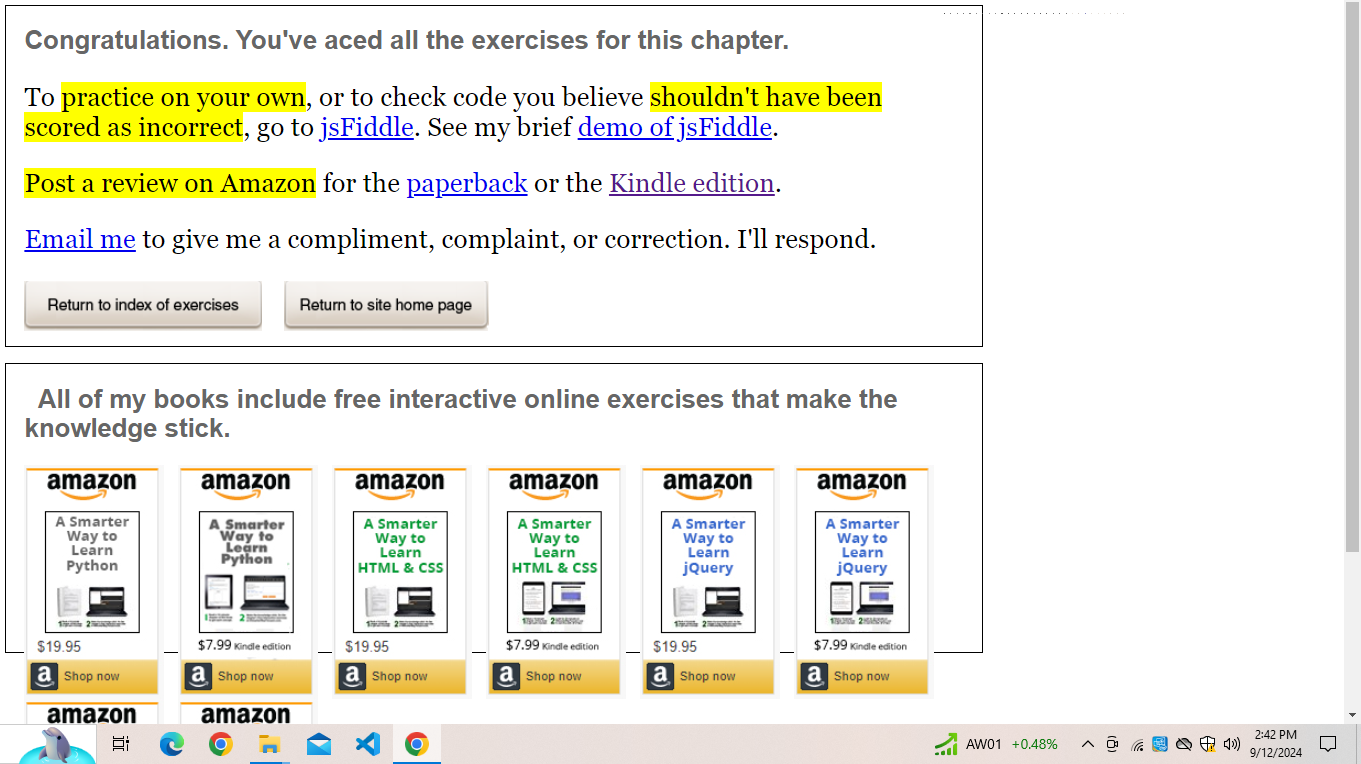 Congratulations. You've aced all the exercises for this chapter.
To practice on your own, or to check code you believe shouldn't have been
scored as incorrect, go to jsFiddle. See my brief demo of jsFiddle.
Post a review on Amazon for the paperback or the Kindle edition.
Email me to give me a compliment, complaint, or correction. I'll respond.
Return to index of exercises
Return to site home page
All of my books include free interactive online exercises that make the
knowledge stick.
amazon
A Smarter
Way to
Learn
Python
$19.95
a Shop now
amazon
A Smarter
Way to
Learn
Python
$7.99 Kindle edition
a Shop now
amazon
A Smarter
Way to
Learn
HTML & CSS
$19.95
a Shop now
amazon
A Smarter
Way to
Learn
HTML & CSS
$7.99 Kindle edition
a Shop now
amazon
A Smarter
Way to
Learn
jQuery
$19.95
a Shop now
amazon
A Smarter
Way to
Learn
jQuery
$7.99 Kindle edition
a Shop now
amazon
amazon
AW01 +0.48%
2:42 PM
9/12/2024